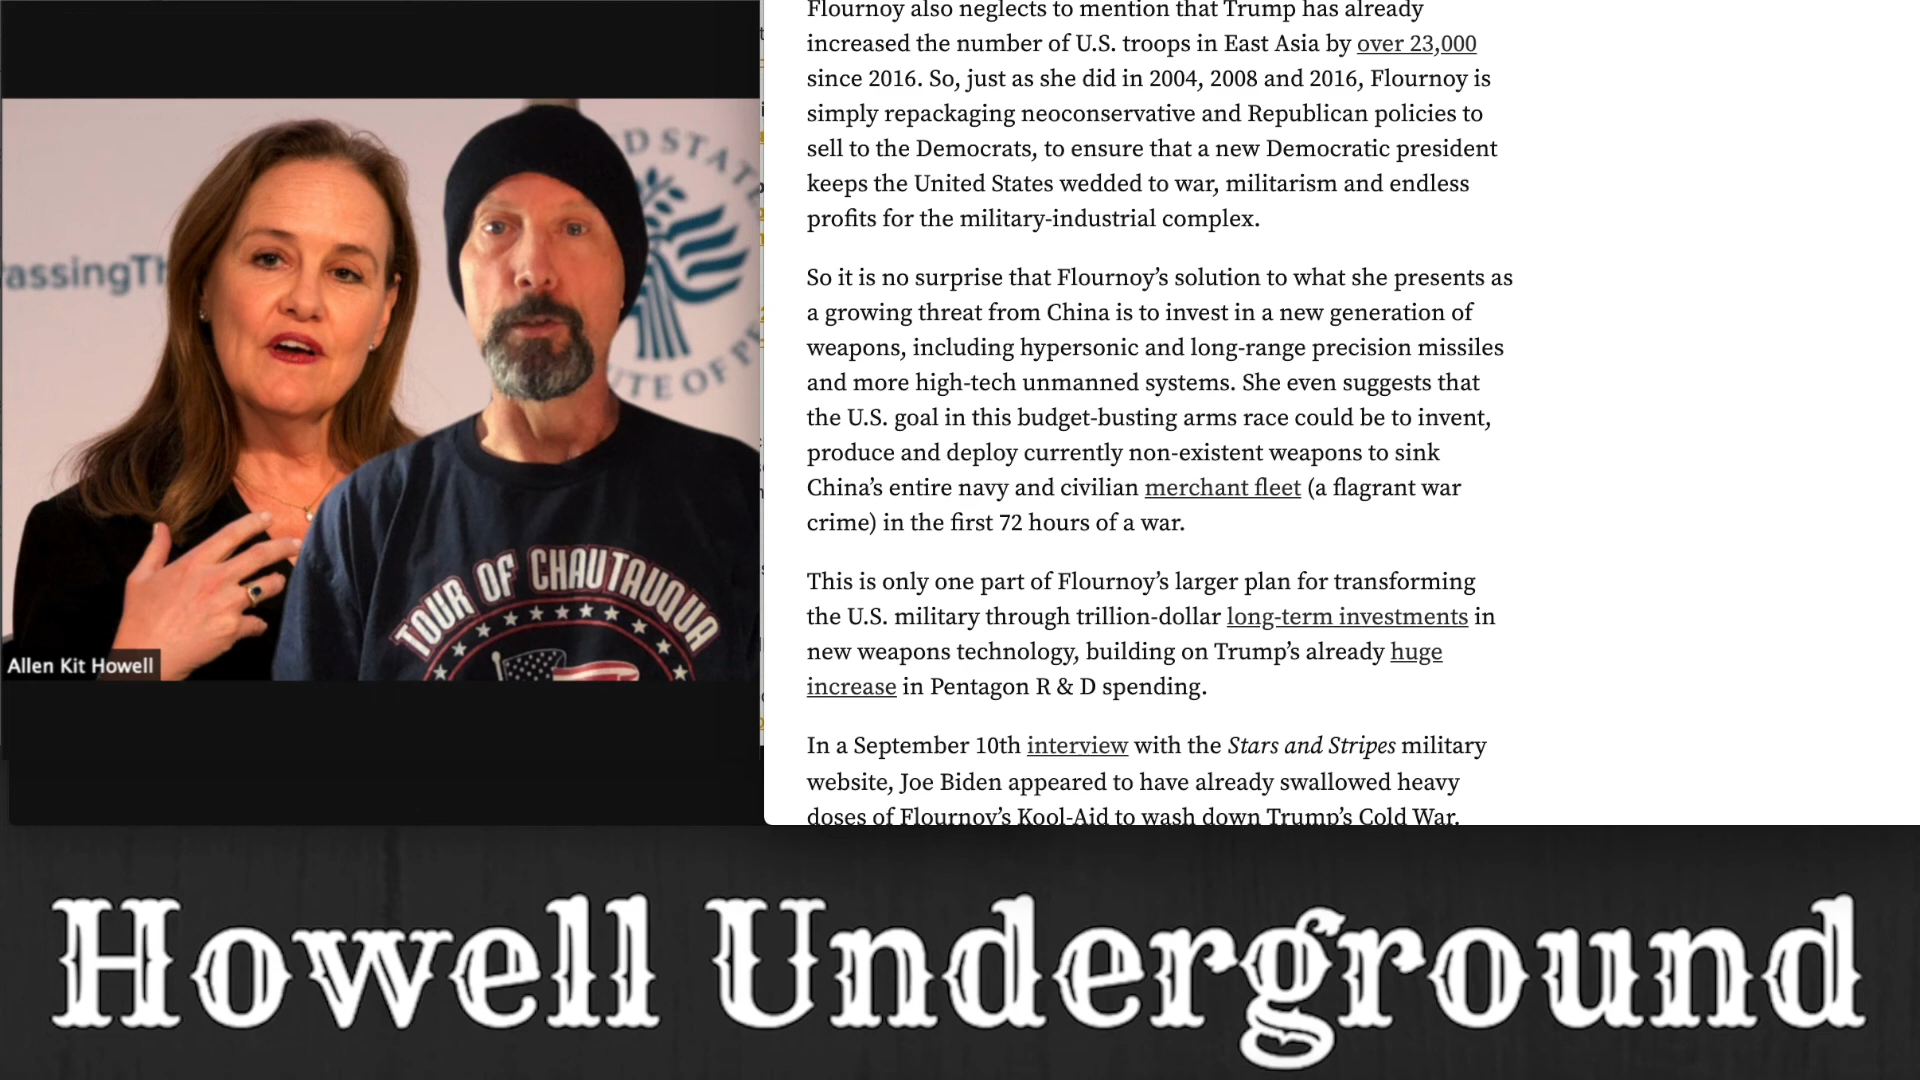 assingTh
D STATE
TE OF PE
TOUR OF CHAUTAUQUA
Allen Kit Howell
Flournoy also neglects to mention that Trump has already
increased the number of U.S. troops in East Asia by over 23,000
since 2016. So, just as she did in 2004, 2008 and 2016, Flournoy is
simply repackaging neoconservative and Republican policies to
sell to the Democrats, to ensure that a new Democratic president
keeps the United States wedded to war, militarism and endless
profits for the military-industrial complex.
So it is no surprise that Flournoy’s solution to what she presents as
a growing threat from China is to invest in a new generation of
weapons, including hypersonic and long-range precision missiles
and more high-tech unmanned systems. She even suggests that
the U.S. goal in this budget-busting arms race could be to invent,
produce and deploy currently non-existent weapons to sink
China’s entire navy and civilian merchant fleet (a flagrant war
crime) in the first 72 hours of a war.
This is only one part of Flournoy’s larger plan for transforming
the U.S. military through trillion-dollar long-term investments in
new weapons technology, building on Trump’s already huge
increase in Pentagon R & D spending.
In a September 10th interview with the Stars and Stripes military
website, Joe Biden appeared to have already swallowed heavy
doses of Flournoy’s Kool-Aid to wash down Trump’s Cold War.
Howell Underground